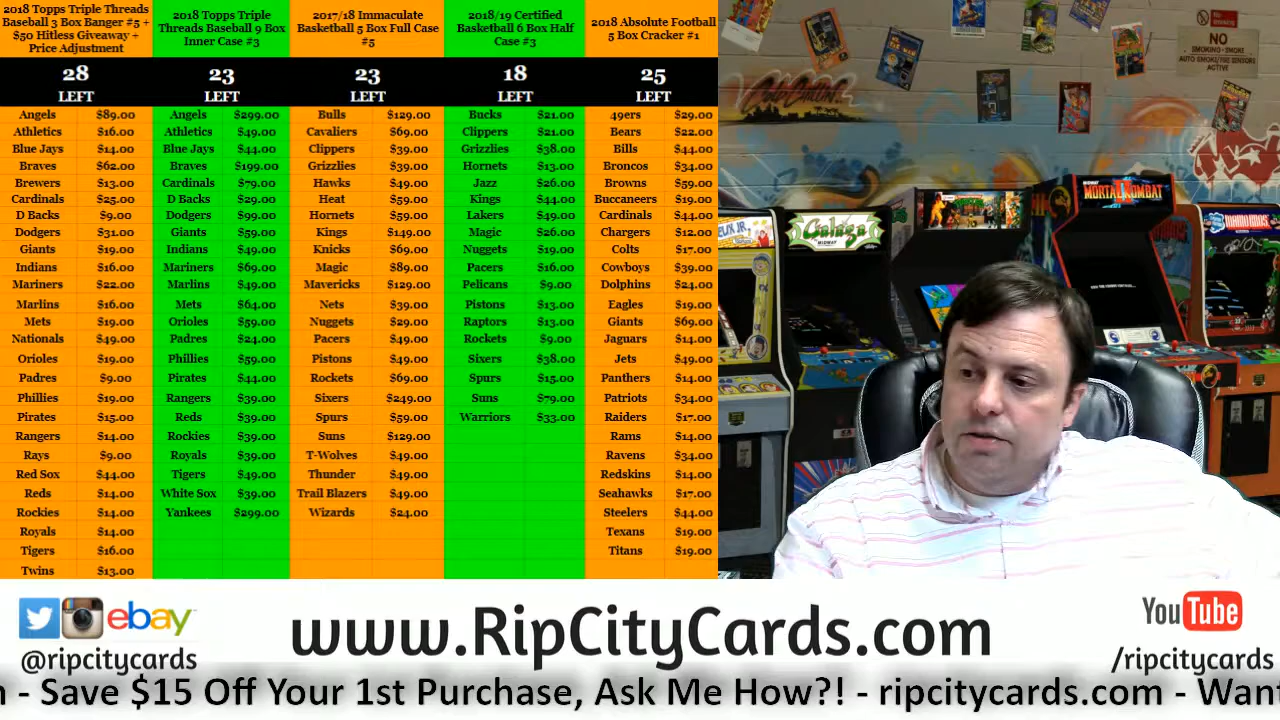 2018 Topps Triple Threads
Baseball 3 Box Banger #5 +
$50 Hitless Giveaway +
Price Adjustment
28
LEFT
Angels $89.00
Athletics $16.00
Blue Jays $14.00
Braves $62.00
Brewers $13.00
Cardinals $25.00
D Backs $9.00
Dodgers $31.00
Giants $19.00
Indians $16.00
Mariners $22.00
Marlins $16.00
Mets $19.00
Nationals $49.00
Orioles $19.00
Padres $9.00
Phillies $19.00
Pirates $15.00
Rangers $14.00
Rays $9.00
Red Sox $44.00
Reds $14.00
Rockies $14.00
Royals $14.00
Tigers $16.00
Twins $13.00
2018 Topps Triple
Threads Baseball 9 Box
Inner Case #3
23
LEFT
Angels $299.00
Athletics $49.00
Blue Jays $44.00
Braves $199.00
Cardinals $79.00
D Backs $29.00
Dodgers $99.00
Giants $59.00
Indians $49.00
Mariners $69.00
Marlins $49.00
Mets $64.00
Orioles $59.00
Padres $24.00
Phillies $59.00
Pirates $44.00
Rangers $39.00
Reds $39.00
Rockies $39.00
Royals $39.00
Tigers $49.00
White Sox $39.00
Yankees $299.00
2017/18 Immaculate
Basketball 5 Box Full Case
#5
23
LEFT
Bulls $129.00
Cavaliers $69.00
Clippers $39.00
Grizzlies $39.00
Hawks $49.00
Heat $59.00
Hornets $59.00
Kings $149.00
Knicks $69.00
Magic $89.00
Mavericks $129.00
Nets $39.00
Nuggets $29.00
Pacers $49.00
Pistons $49.00
Rockets $69.00
Sixers $249.00
Spurs $59.00
Suns $129.00
T-Wolves $49.00
Thunder $49.00
Trail Blazers $49.00
Wizards $24.00
2018/19 Certified
Basketball 6 Box Half
Case #3
18
LEFT
Bucks $21.00
Clippers $21.00
Grizzlies $38.00
Hornets $13.00
Jazz $26.00
Kings $44.00
Lakers $49.00
Magic $26.00
Nuggets $19.00
Pacers $16.00
Pelicans $9.00
Pistons $13.00
Raptors $13.00
Rockets $9.00
Sixers $38.00
Spurs $15.00
Suns $79.00
Warriors $33.00
2018 Absolute Football
5 Box Cracker #1
25
LEFT
49ers $29.00
Bears $22.00
Bills $44.00
Broncos $34.00
Browns $59.00
Buccaneers $19.00
Cardinals $44.00
Chargers $12.00
Colts $17.00
Cowboys $39.00
Dolphins $24.00
Eagles $19.00
Giants $69.00
Jaguars $14.00
Jets $49.00
Panthers $14.00
Patriots $34.00
Raiders $17.00
Rams $14.00
Ravens $34.00
Redskins $14.00
Seahawks $17.00
Steelers $44.00
Texans $19.00
Titans $19.00
NO
SMOKING-SMOKE
AUTO SMOKE/FIRE SENSORS
ACTIVE
JR.
Galaga
MIDWAY
MIDWAY
MORTAL KOMBAT
MARIO BROS.
ebay
@ripcitycards
www.RipCityCards.com
YouTube
/ripcitycards
- Save $15 Off Your 1st Purchase, Ask Me How?! - ripcitycards.com - Want